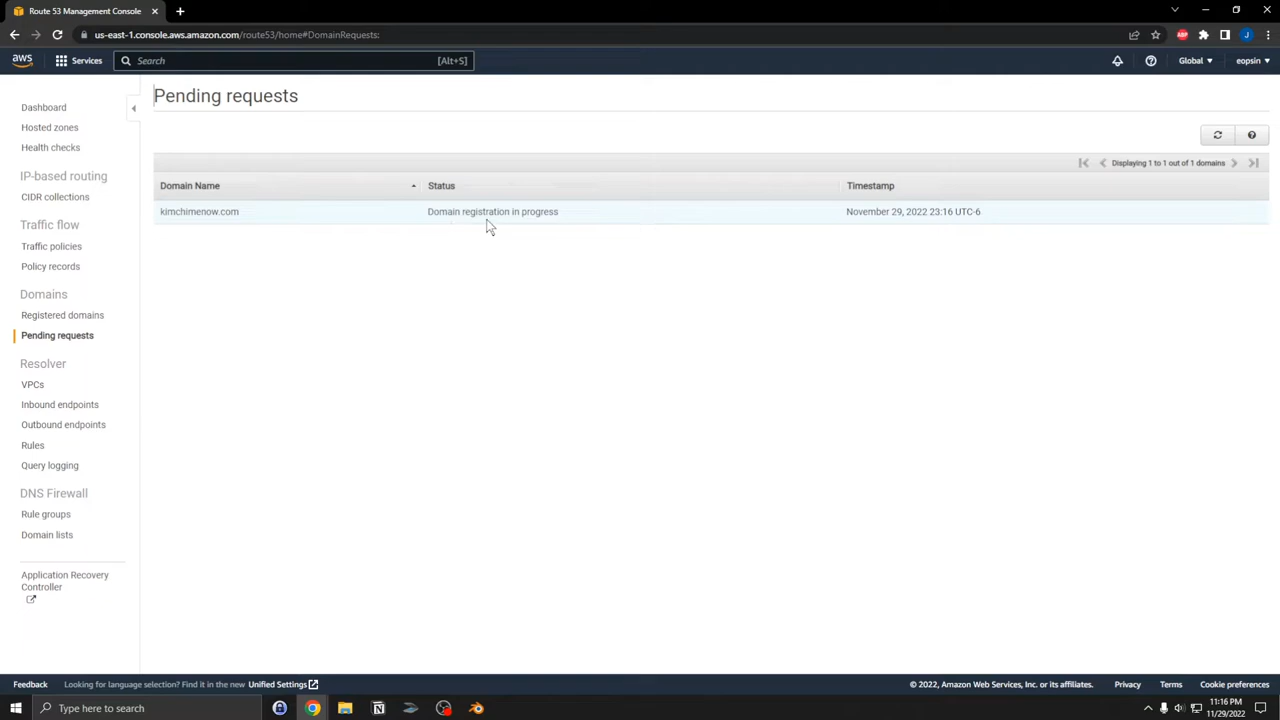 Route 53 Management Console
us-east-1.console.aws.amazon.com/route53/home#DomainRequests:
ABP
J
aws
Services
Search
[Alt+S]
Global
eopsin
Dashboard
Hosted zones
Health checks
IP-based routing
CIDR collections
Traffic flow
Traffic policies
Policy records
Domains
Registered domains
Pending requests
Resolver
VPCs
Inbound endpoints
Outbound endpoints
Rules
Query logging
DNS Firewall
Rule groups
Domain lists
Application Recovery
Controller
Pending requests
Displaying 1 to 1 out of 1 domains
Domain Name Status Timestamp
kimchimenow.com Domain registration in progress November 29, 2022 23:16 UTC-6
Feedback Looking for language selection? Find it in the new Unified Settings
© 2022, Amazon Web Services, Inc. or its affiliates. Privacy Terms Cookie preferences
Type here to search
11:16 PM
11/29/2022